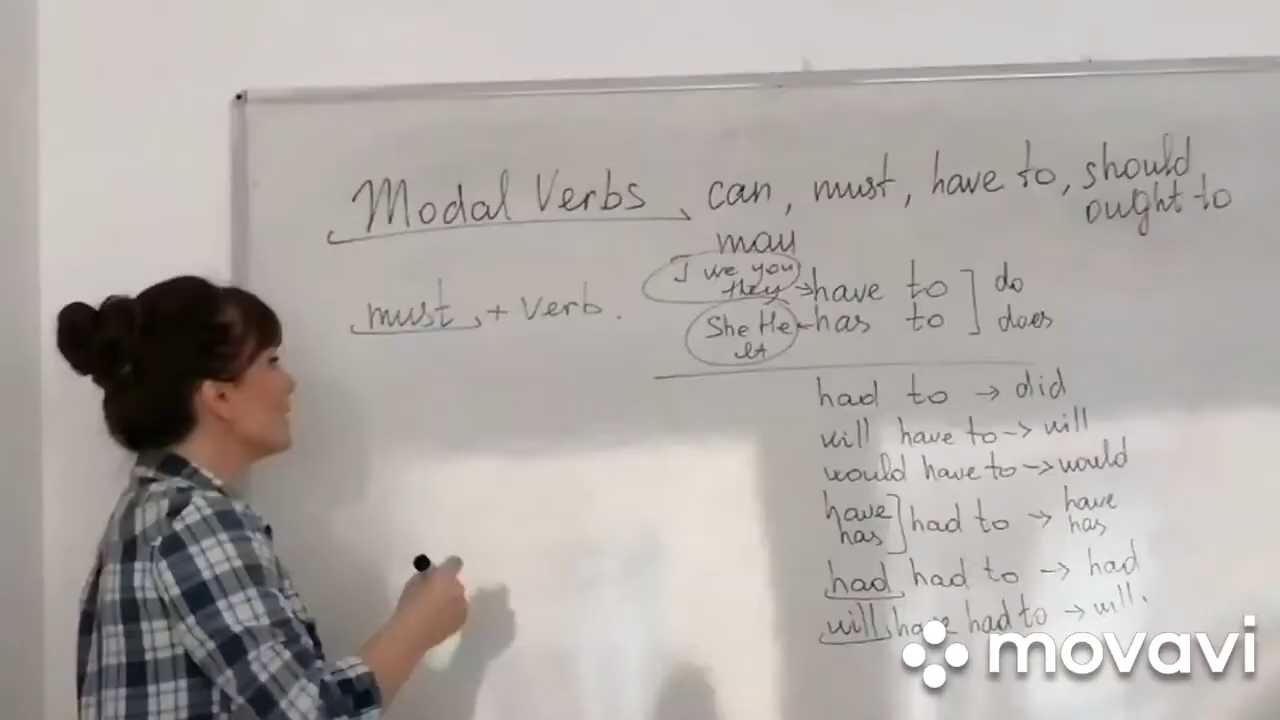 Modal Verbs, can, must, have to, should,
ought to
may
I we you
they → have to ] do
must + Verb.
She He ← has to ] does
it
had to → did
will have to → will
would have to → would
have
has ] had to → have
has
had had to → had
will have had to → will.
movavi